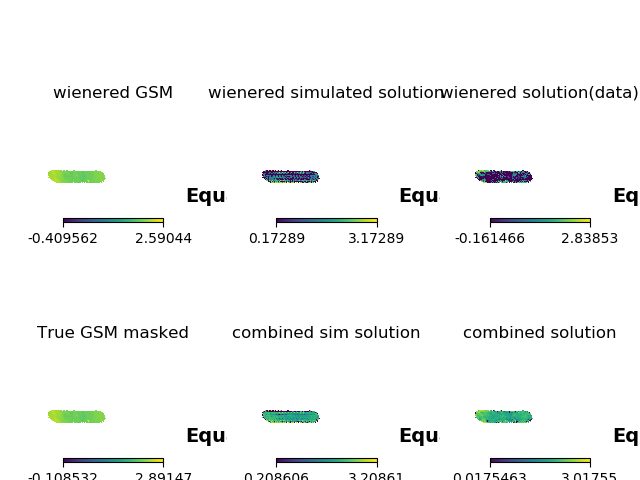 wienered GSM
wienered simulated solution
wienered solution(data)
Equ
Equ
Eq
-0.409562 2.59044
0.17289 3.17289
-0.161466 2.83853
True GSM masked
combined sim solution
combined solution
Equ
Equ
Eq
-0.108532 2.89147
0.208606 3.20861
0.0175463 3.01755